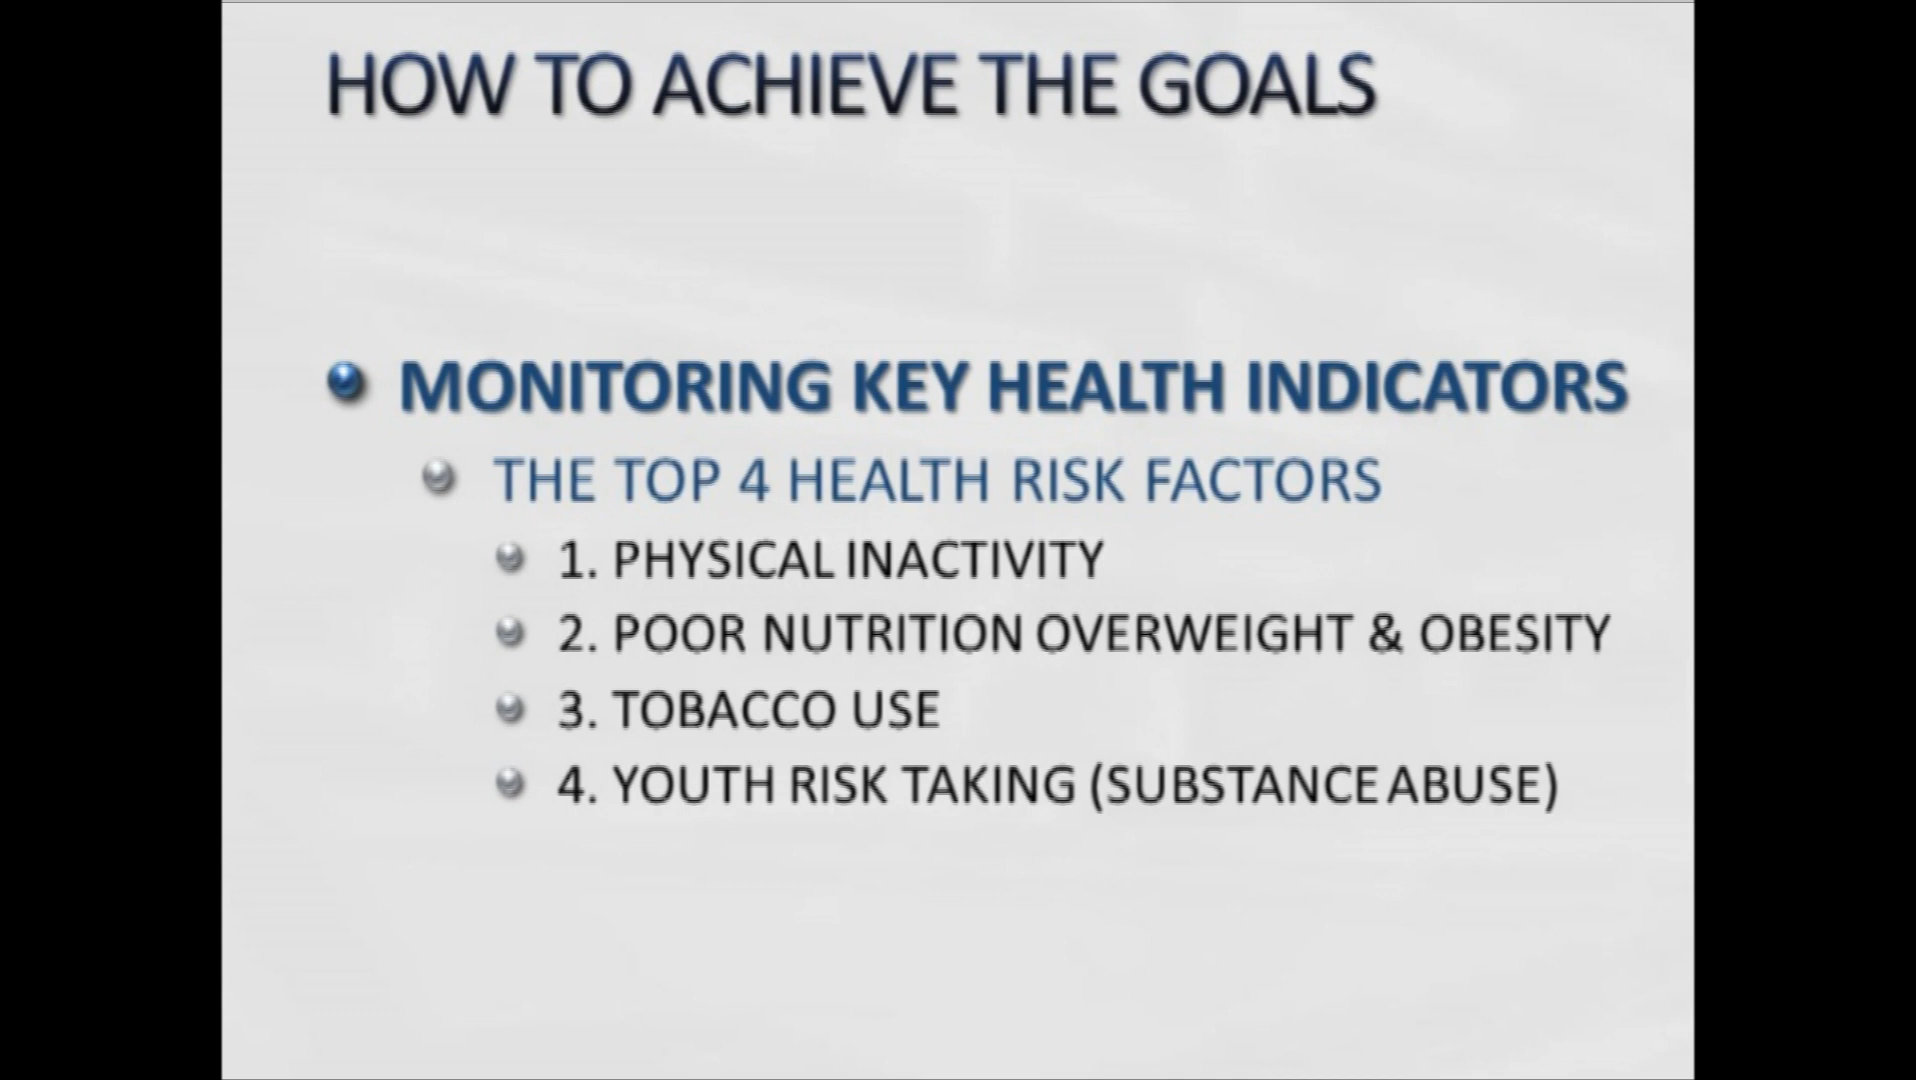 HOW TO ACHIEVE THE GOALS
MONITORING KEY HEALTH INDICATORS
THE TOP 4 HEALTH RISK FACTORS
1. PHYSICAL INACTIVITY
2. POOR NUTRITION OVERWEIGHT & OBESITY
3. TOBACCO USE
4. YOUTH RISK TAKING (SUBSTANCE ABUSE)